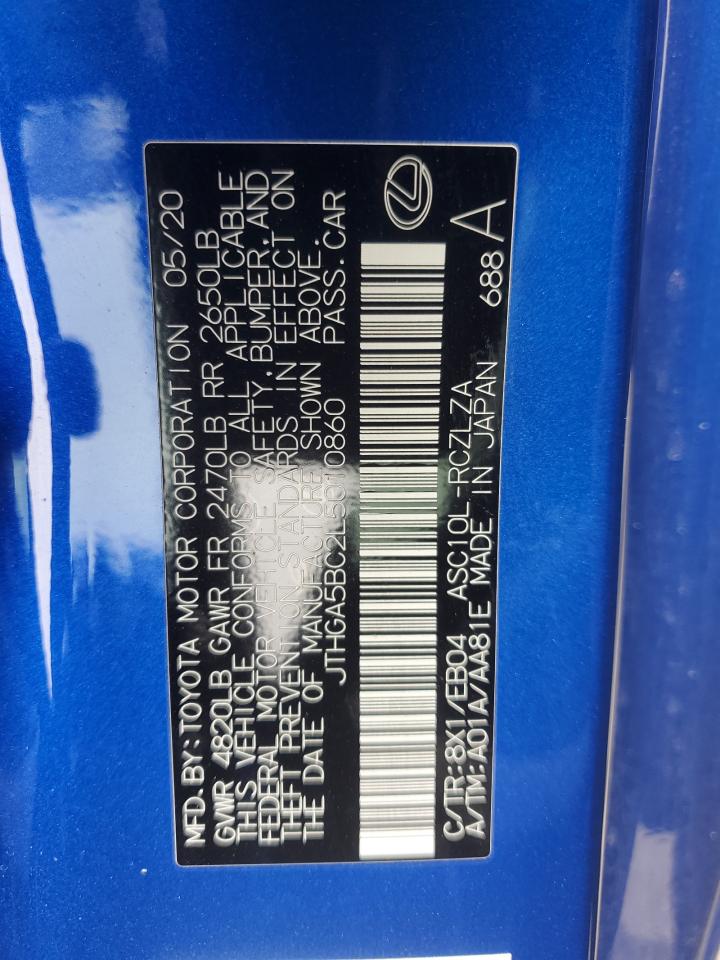 MFD. BY: TOYOTA MOTOR CORPORATION 05/20
GVWR 4820LB GAWR FR 2470LB RR 2650LB
THIS VEHICLE CONFORMS TO ALL APPLICABLE
FEDERAL MOTOR VEHICLE SAFETY, BUMPER, AND
THEFT PREVENTION STANDARDS IN EFFECT ON
THE DATE OF MANUFACTURE SHOWN ABOVE.
JTHGA5BC2L5010860 PASS. CAR
C/TR: 8X1/EB04 ASC10L-RCZLZA
A/TM: A01A/AA81E MADE IN JAPAN 688 A